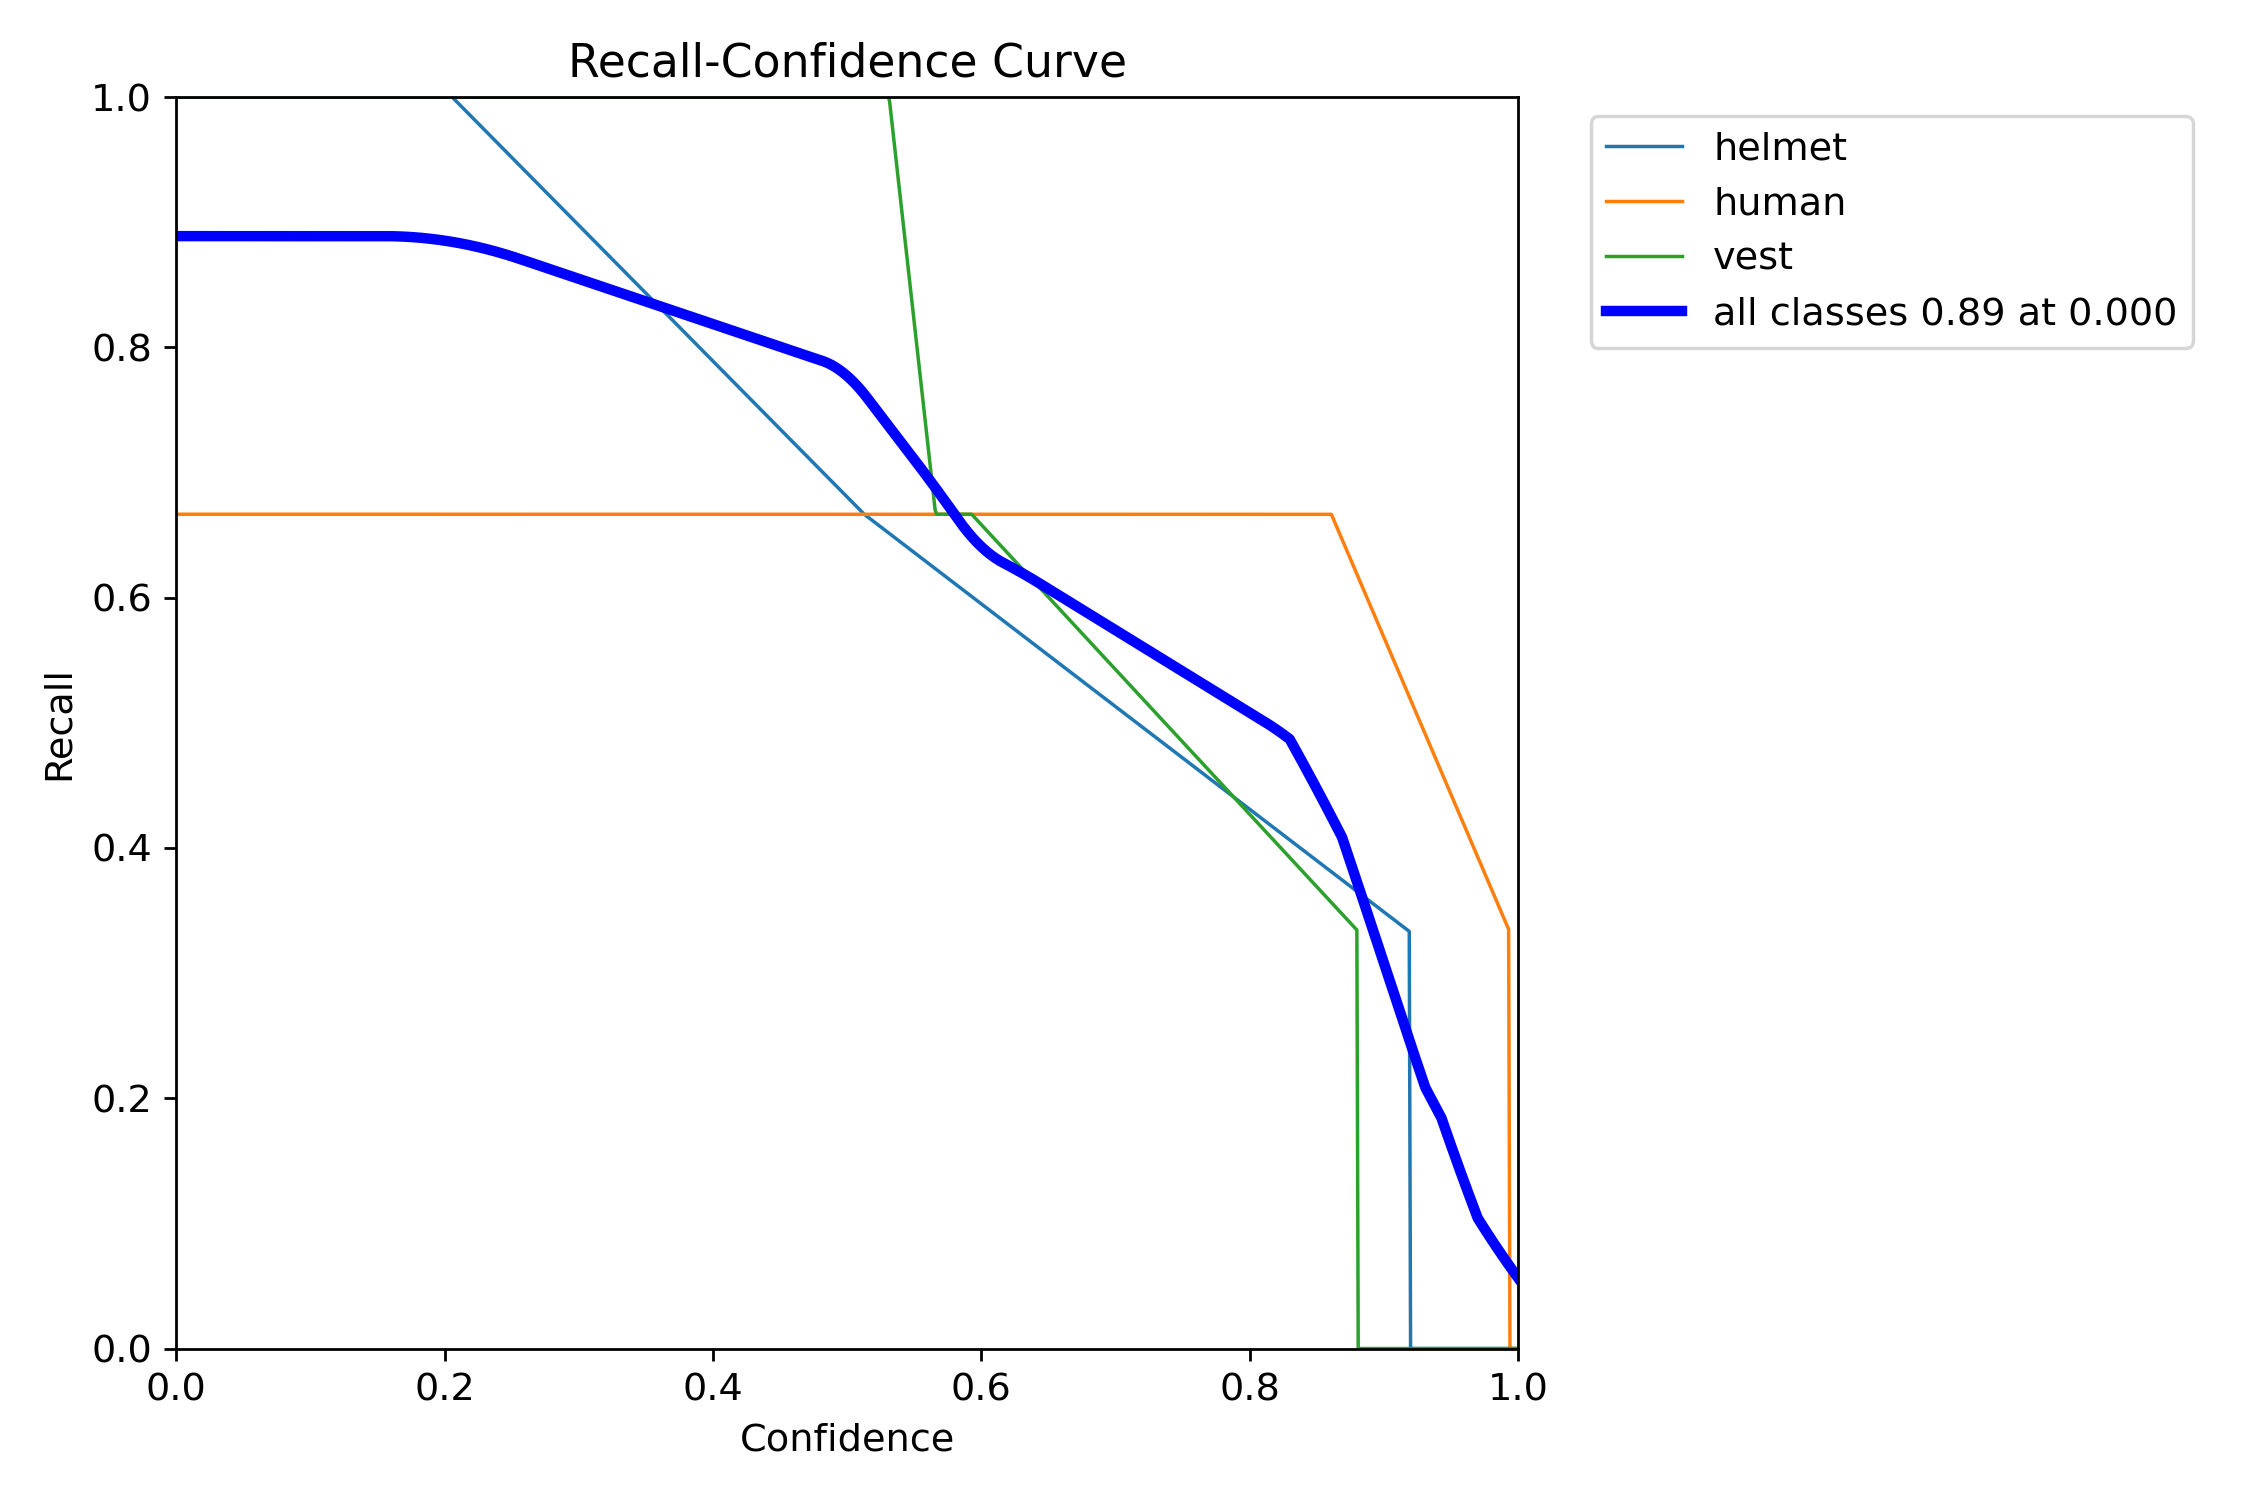 Recall-Confidence Curve
1.0
0.8
0.6
0.4
0.2
0.0
Recall
0.0 0.2 0.4 0.6 0.8 1.0
Confidence
helmet
human
vest
all classes 0.89 at 0.000